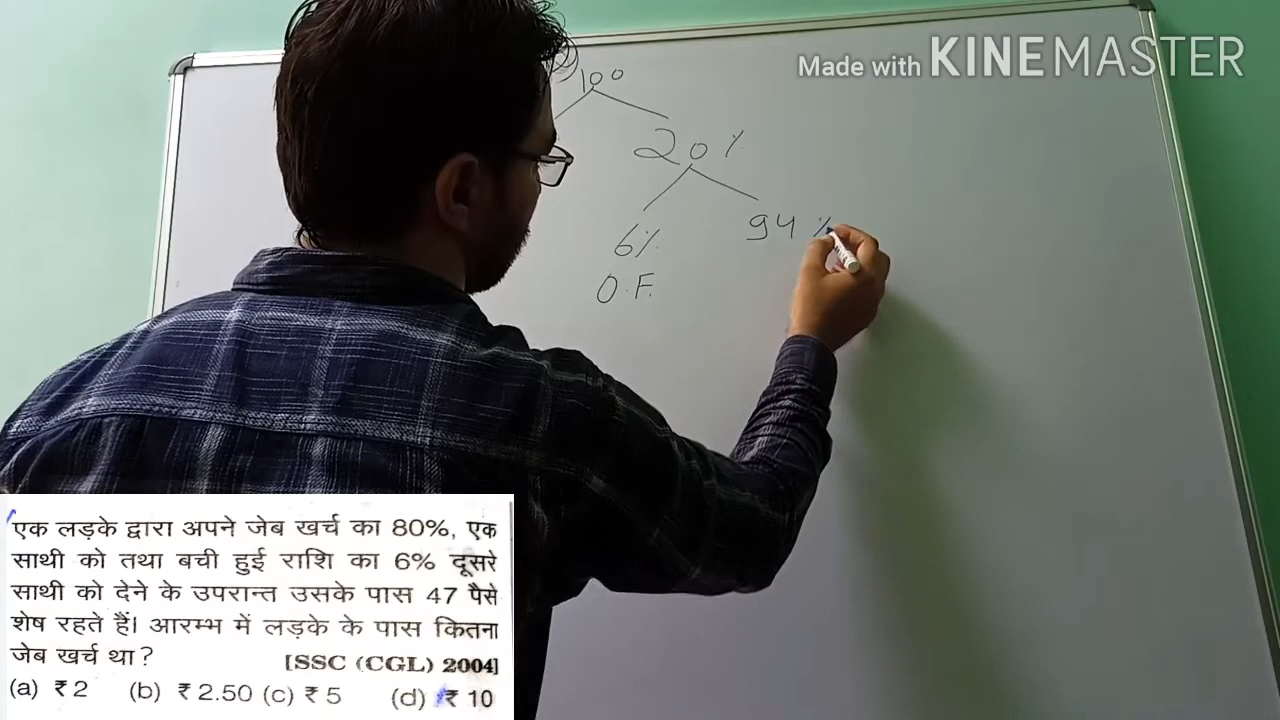 Made with KINEMASTER
100
20%
6%
94%
O.F.
एक लड़के द्वारा अपने जेब खर्च का 80%, एक
साथी को तथा बची हुई राशि का 6% दूसरे
साथी को देने के उपरान्त उसके पास 47 पैसे
शेष रहते हैं। आरम्भ में लड़के के पास कितना
जेब खर्च था?
[SSC (CGL) 2004]
(a) ₹ 2 (b) ₹ 2.50 (c) ₹ 5 (d) ₹ 10